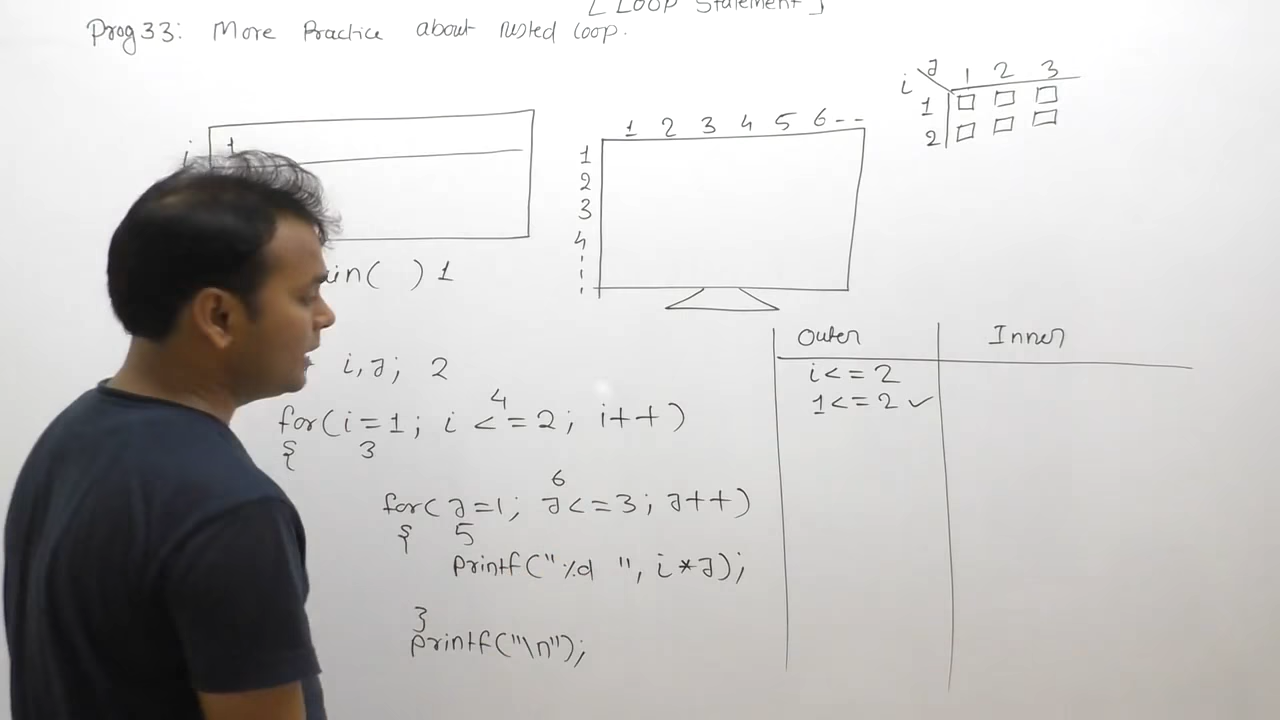 [ LOOP Statement ]
Prog 33: More Practice about nested loop.
j 1 2 3
i
1
2
i 1
1 2 3 4 5 6 - -
1
2
3
4
ain( ) 1
i, j; 2
for(i=1; i <= 2; i++)
4
{ 3
6
for( j=1; j<=3; j++)
{ 5
printf("%d ", i*j);
}
printf("\n");
Outer Inner
i <= 2
1 <= 2 ✓